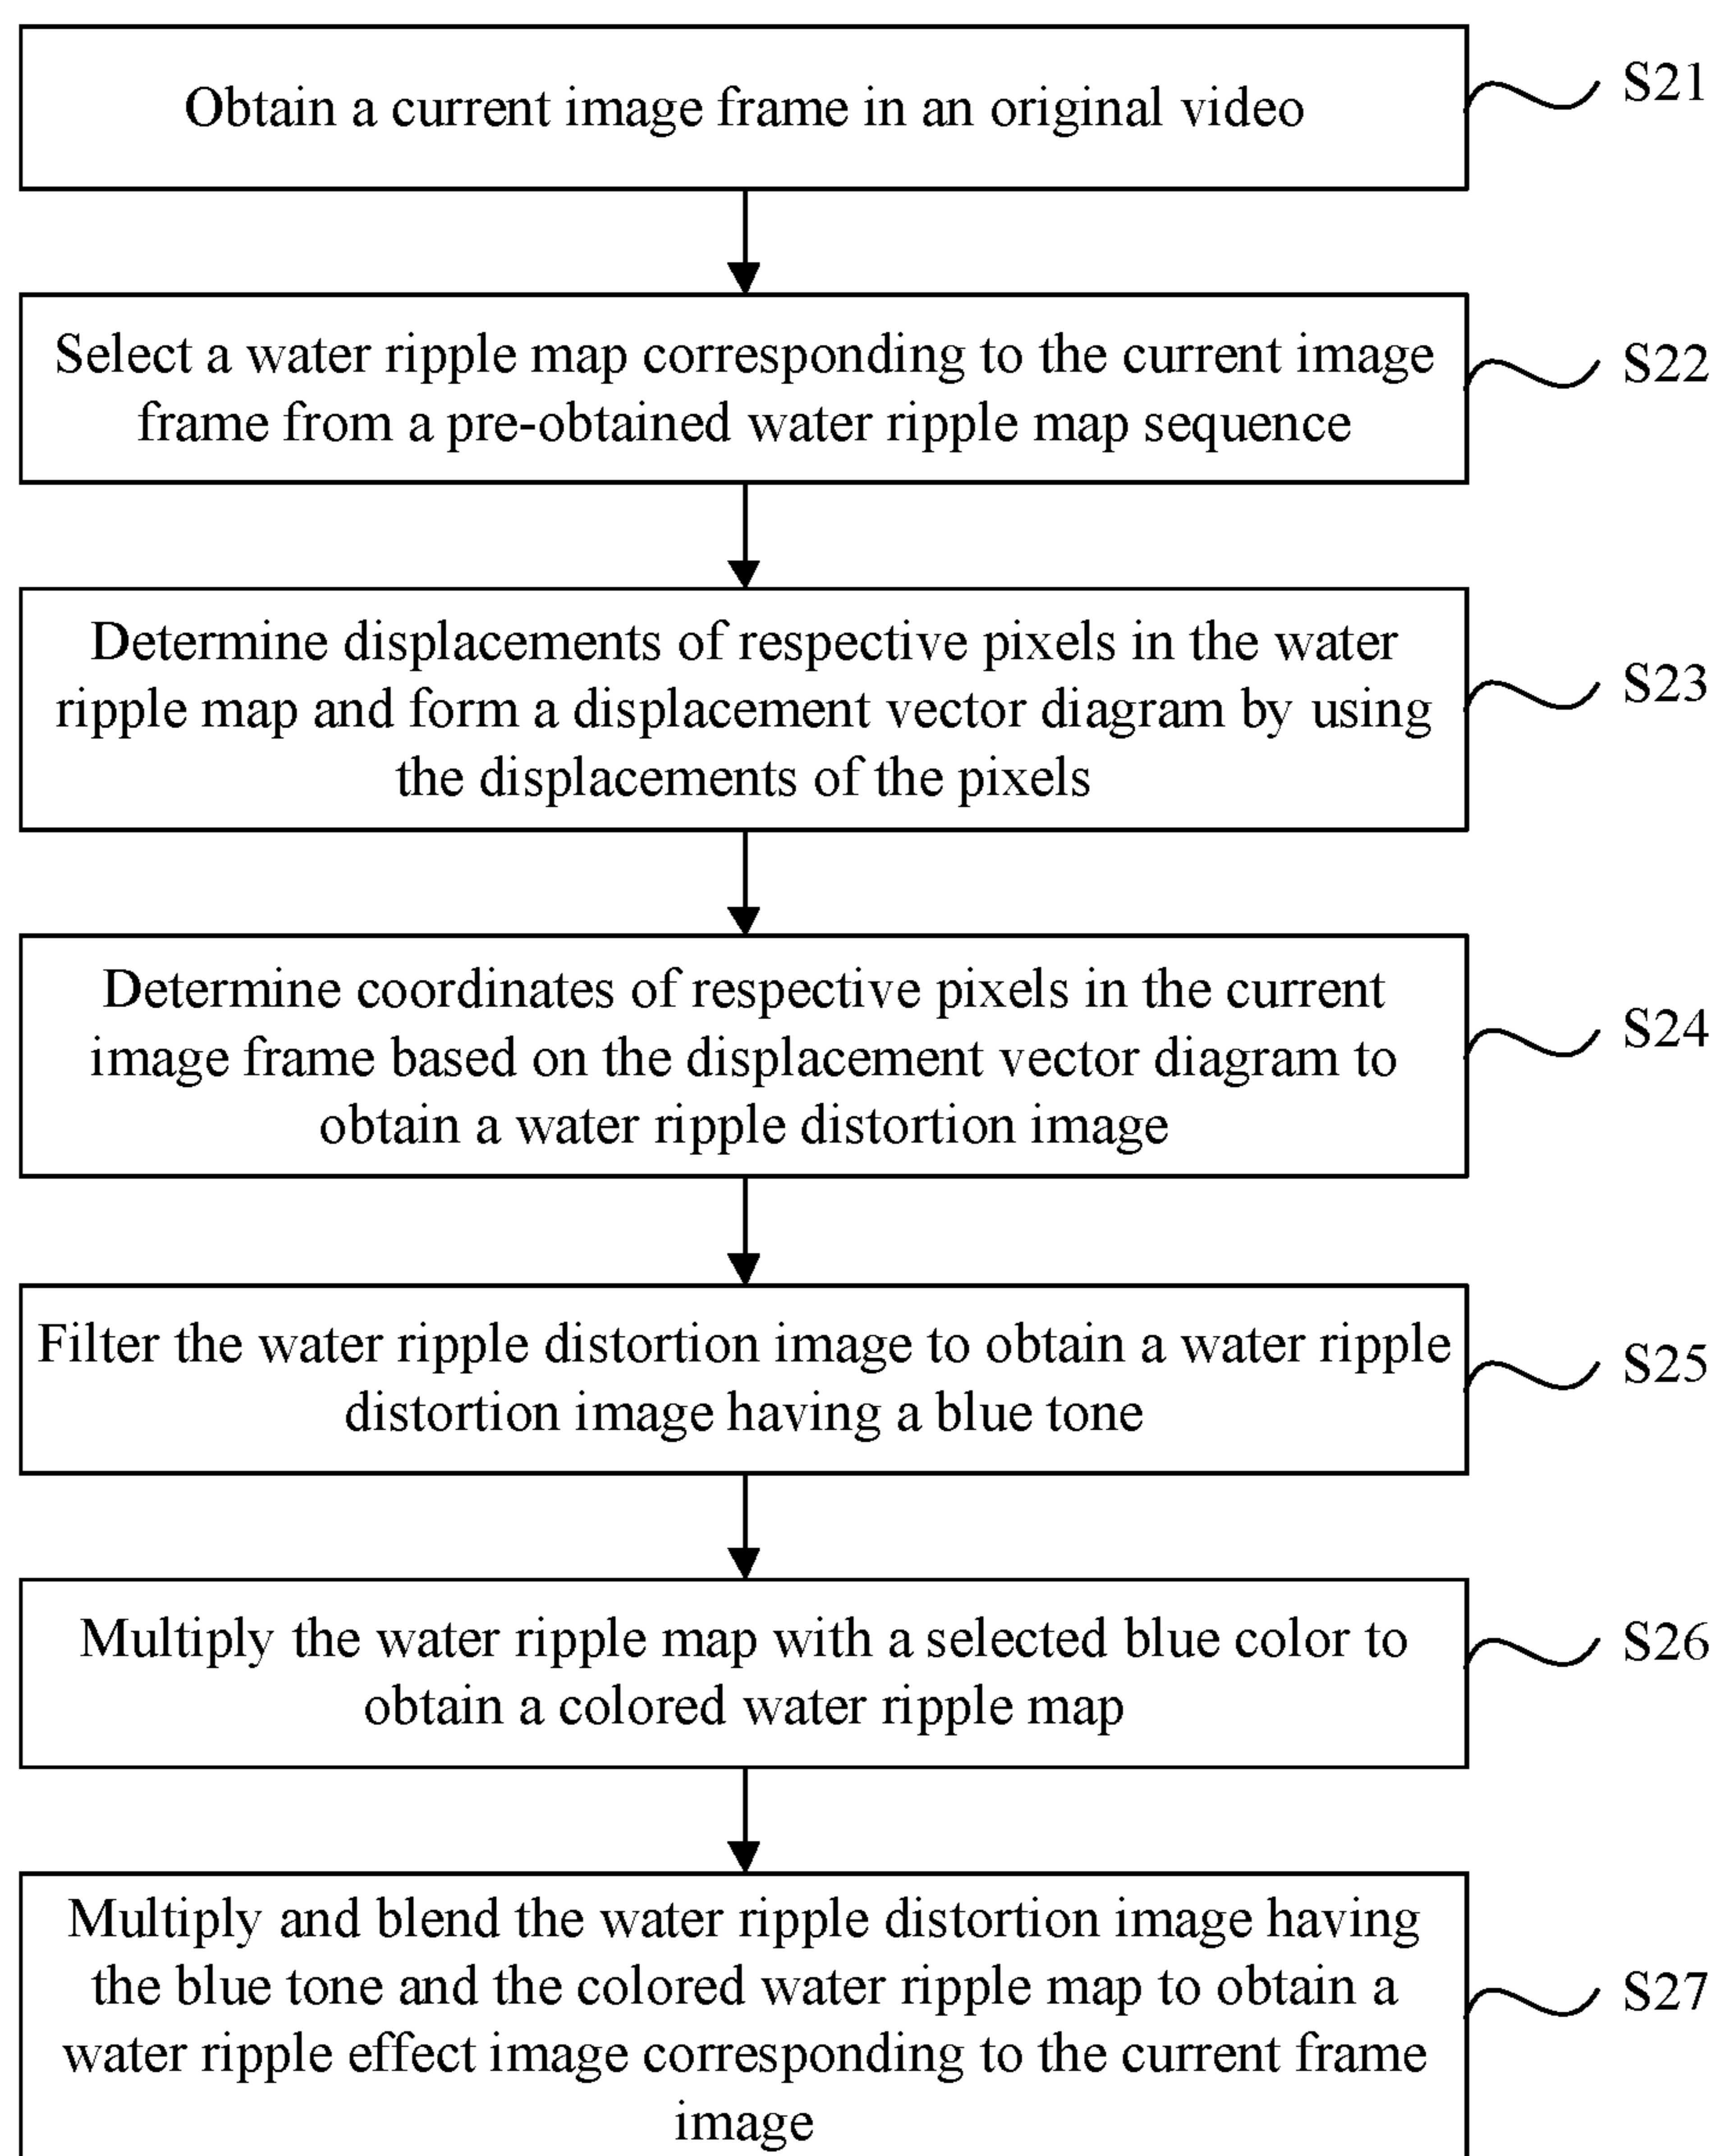 Obtain a current image frame in an original video
S21
Select a water ripple map corresponding to the current image
frame from a pre-obtained water ripple map sequence
S22
Determine displacements of respective pixels in the water
ripple map and form a displacement vector diagram by using
the displacements of the pixels
S23
Determine coordinates of respective pixels in the current
image frame based on the displacement vector diagram to
obtain a water ripple distortion image
S24
Filter the water ripple distortion image to obtain a water ripple
distortion image having a blue tone
S25
Multiply the water ripple map with a selected blue color to
obtain a colored water ripple map
S26
Multiply and blend the water ripple distortion image having
the blue tone and the colored water ripple map to obtain a
water ripple effect image corresponding to the current frame
image
S27